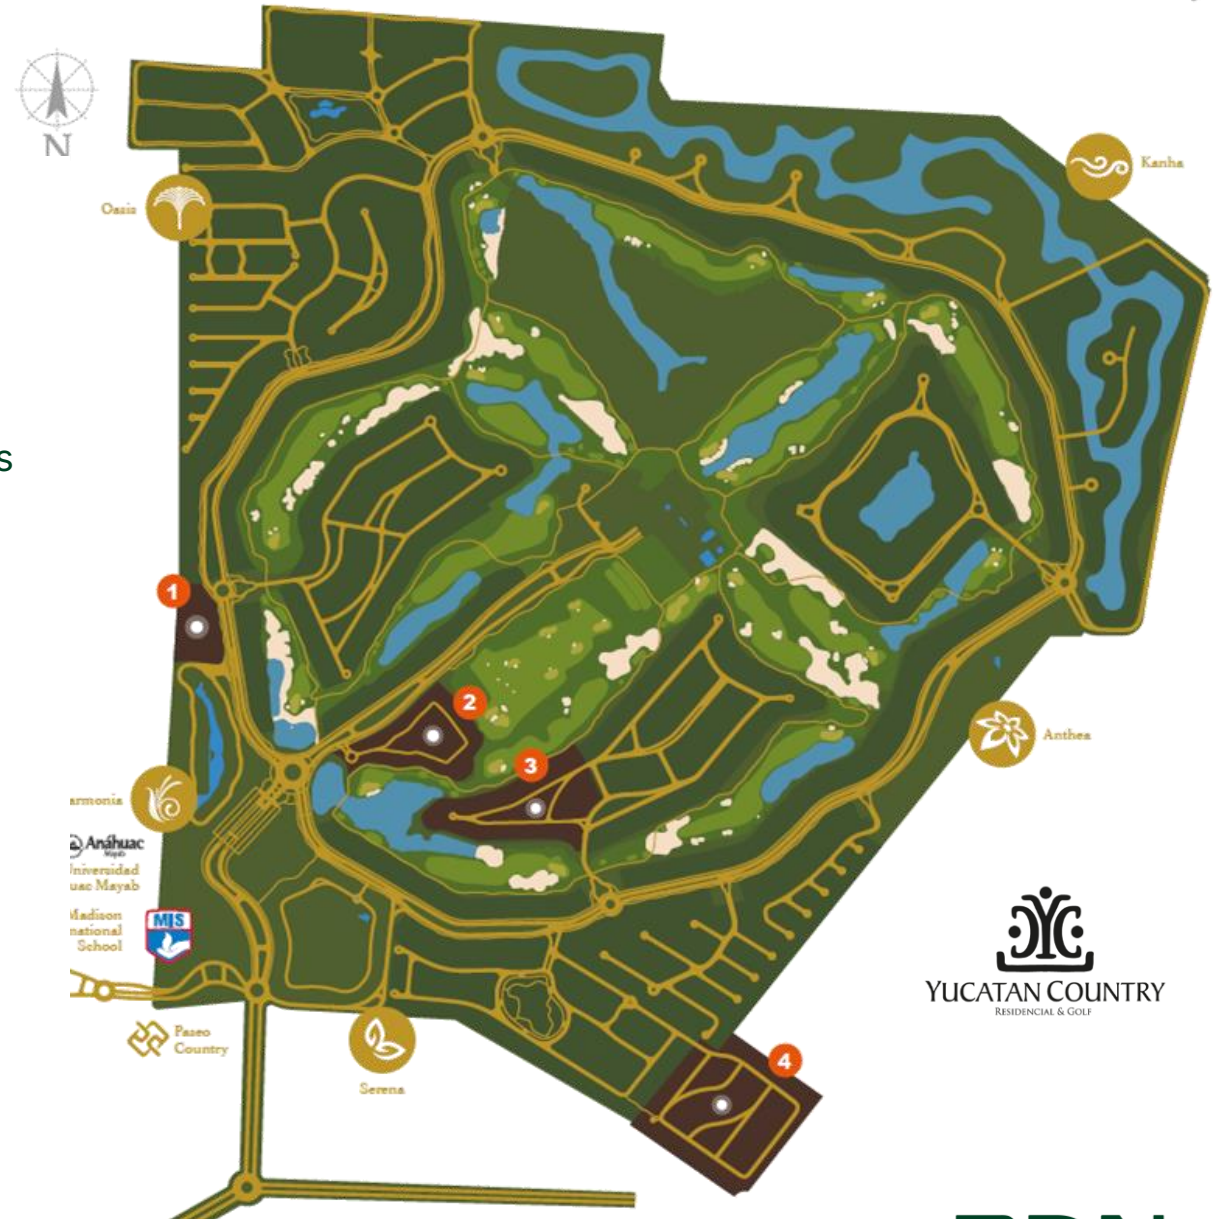 N
Oasis
Kanha
s
1
2
3
armonia
Anáhuac
Mayab
Universidad
uac Mayab
Madison
national
School
MIS
Anthea
YUCATAN COUNTRY
RESIDENCIAL & GOLF
Paseo
Country
Serena
4